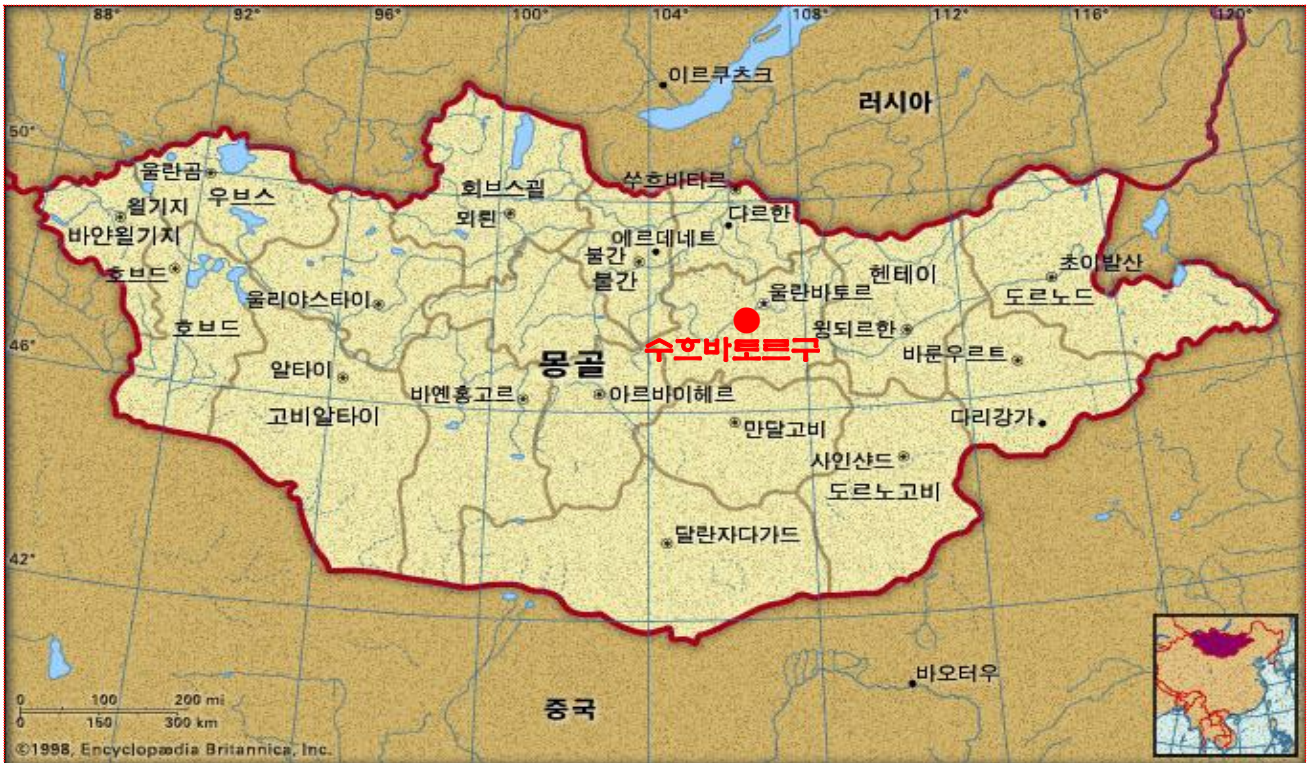 88° 92° 96° 100° 104° 108° 112° 116° 120°
이르쿠츠크
러시아
50°
울란곰
우브스
윌기지
바얀윌기지
회브스굴
뫼뢴
쑤흐바타르
다르한
에르데네트
불간
불간
헨테이
초이발산
도르노드
호브드
울리야스타이
울란바토르
호브드
수흐바토르구
윙되르한
바룬우르트
46°
몽골
알타이
바엔홍고르
아르바이헤르
고비알타이
만달고비
다리강가
사인샨드
도르노고비
달란자다가드
42°
바오터우
중국
0 100 200 mi
0 150 300 km
©1998, Encyclopædia Britannica, Inc.